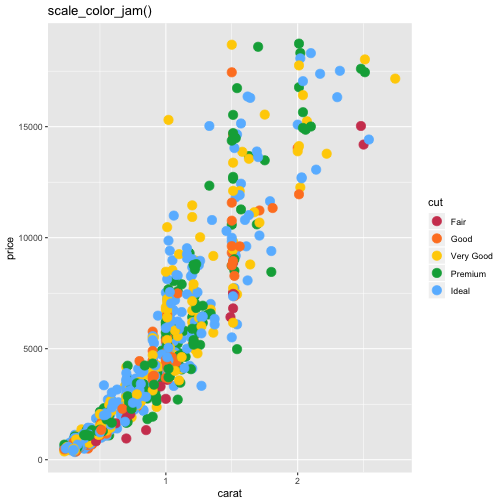 scale_color_jam()
15000
10000
5000
0
price
1
2
carat
cut
Fair
Good
Very Good
Premium
Ideal